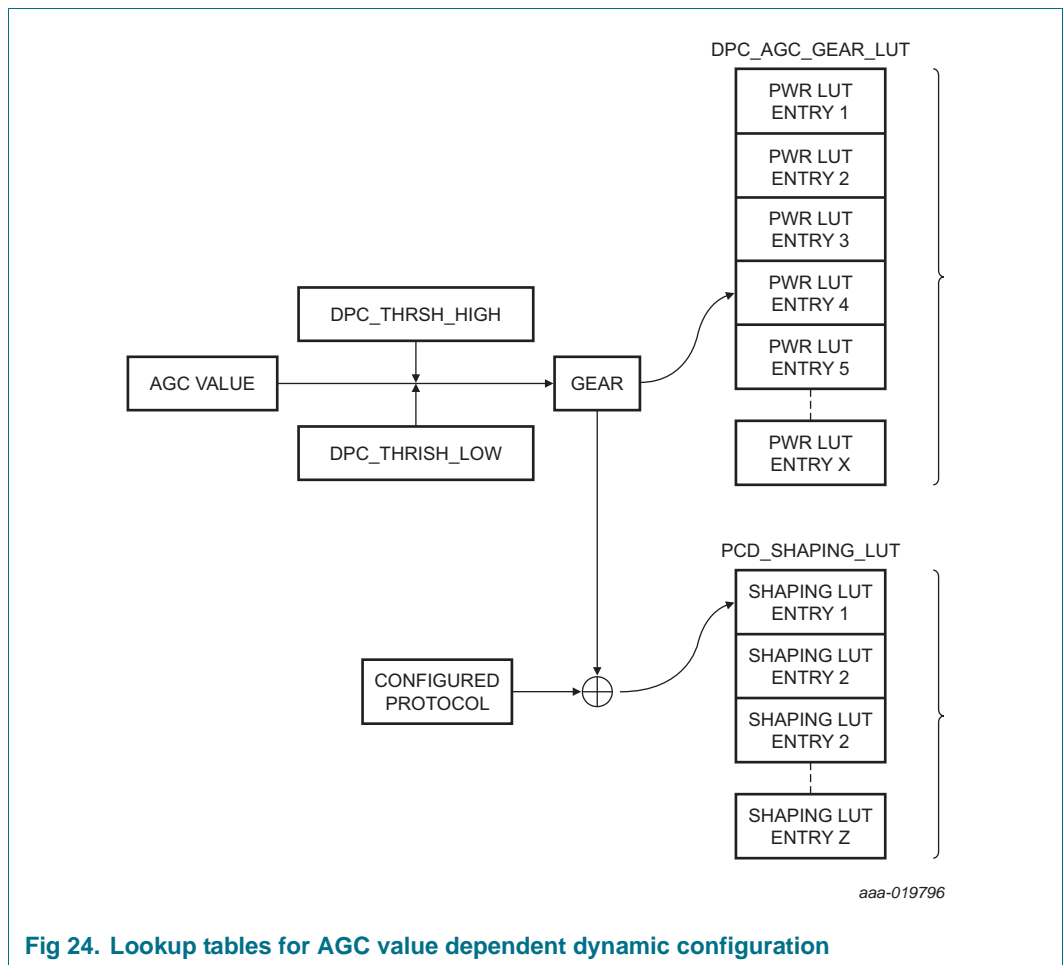 DPC_AGC_GEAR_LUT
PWR LUT
ENTRY 1
PWR LUT
ENTRY 2
PWR LUT
ENTRY 3
PWR LUT
ENTRY 4
PWR LUT
ENTRY 5
PWR LUT
ENTRY X
DPC_THRSH_HIGH
AGC VALUE
GEAR
DPC_THRISH_LOW
PCD_SHAPING_LUT
SHAPING LUT
ENTRY 1
SHAPING LUT
ENTRY 2
SHAPING LUT
ENTRY 2
SHAPING LUT
ENTRY Z
CONFIGURED
PROTOCOL
aaa-019796
Fig 24. Lookup tables for AGC value dependent dynamic configuration